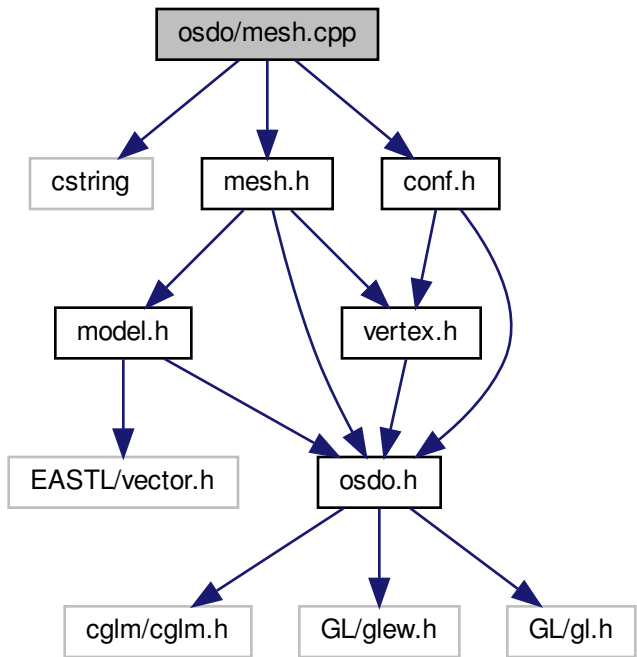 osdo/mesh.cpp
cstring
mesh.h
conf.h
model.h
vertex.h
EASTL/vector.h
osdo.h
cglm/cglm.h
GL/glew.h
GL/gl.h